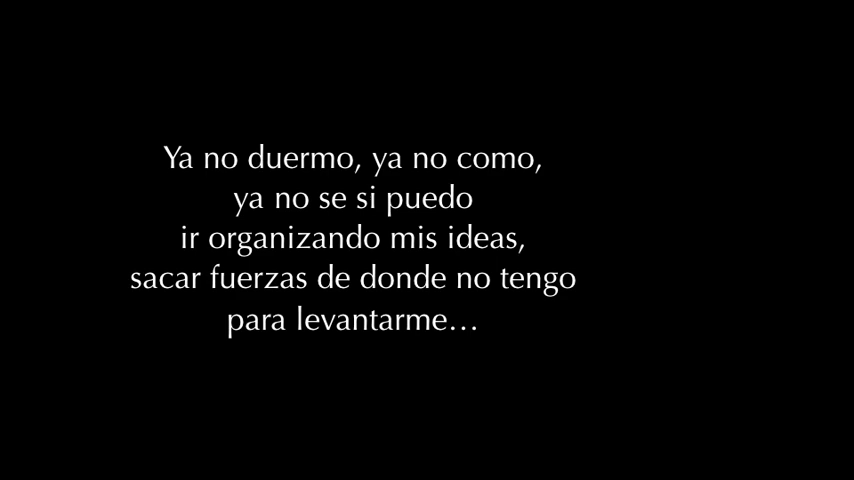 Ya no duermo, ya no como,
ya no se si puedo
ir organizando mis ideas,
sacar fuerzas de donde no tengo
para levantarme…